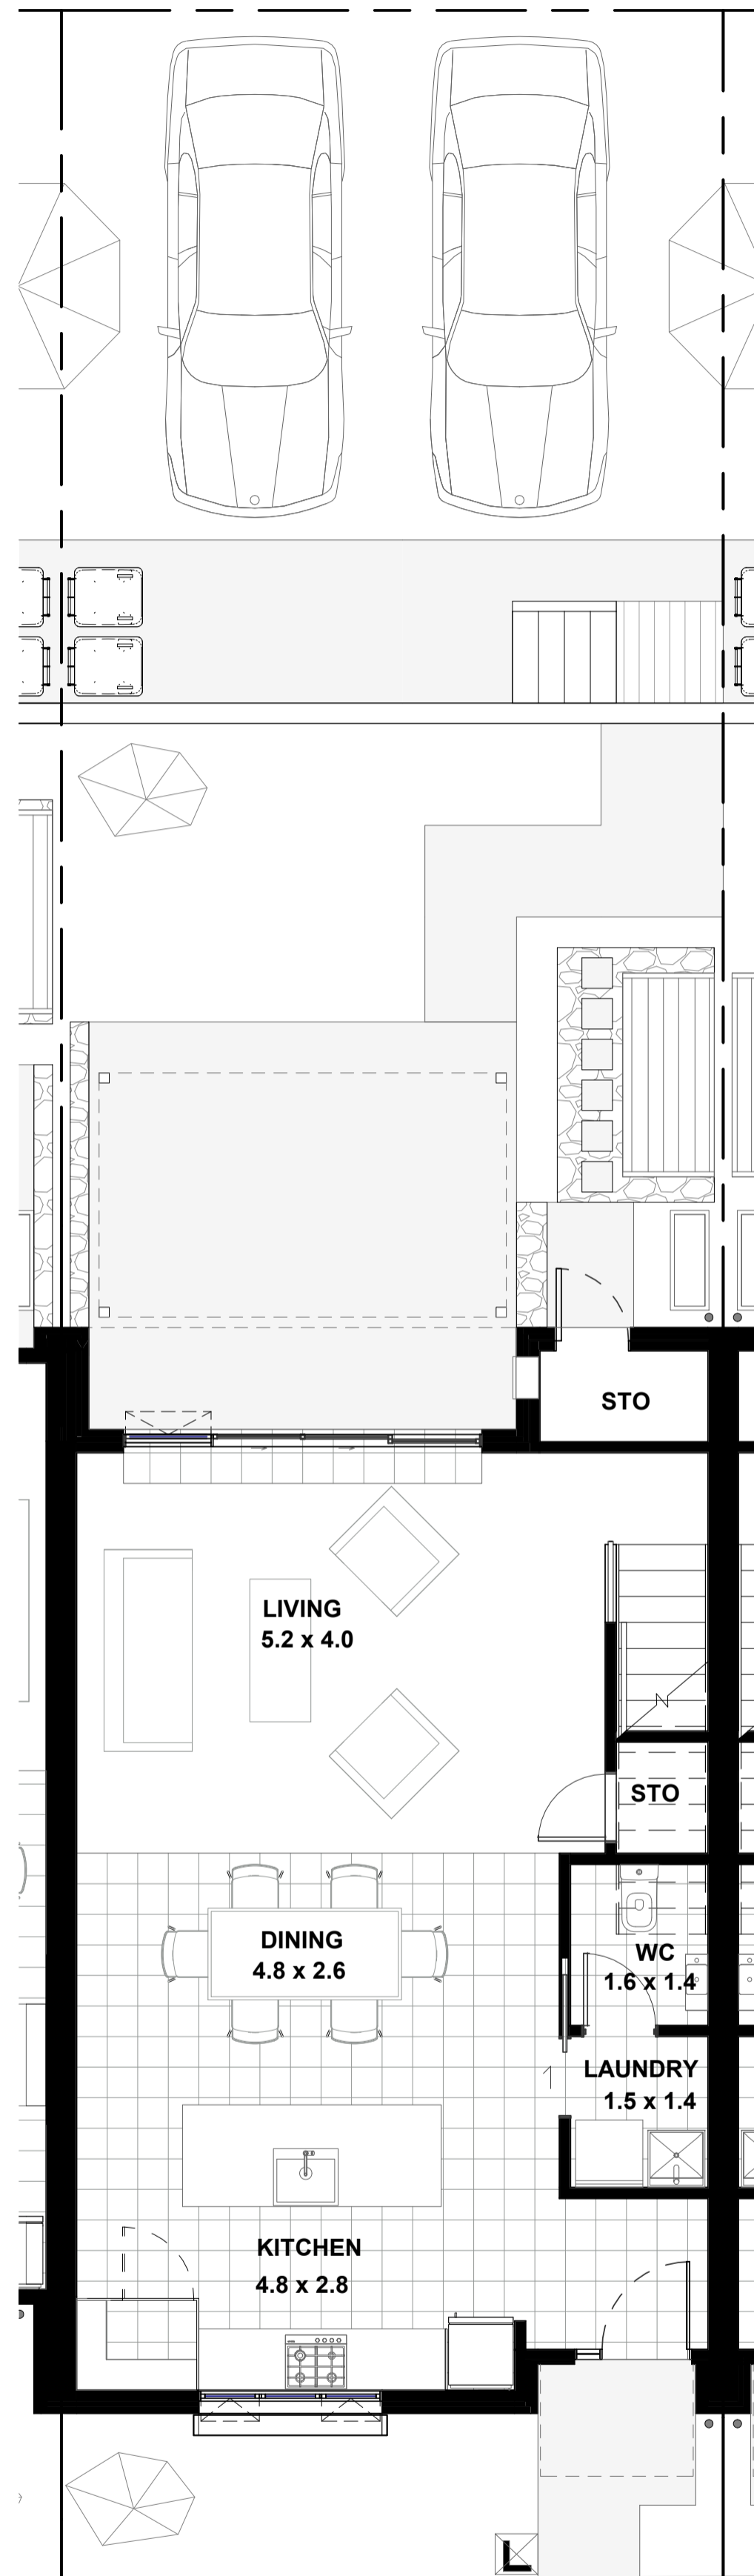 STO
LIVING
5.2 x 4.0
STO
DINING
4.8 x 2.6
WC
1.6 x 1.4
LAUNDRY
1.5 x 1.4
KITCHEN
4.8 x 2.8
L